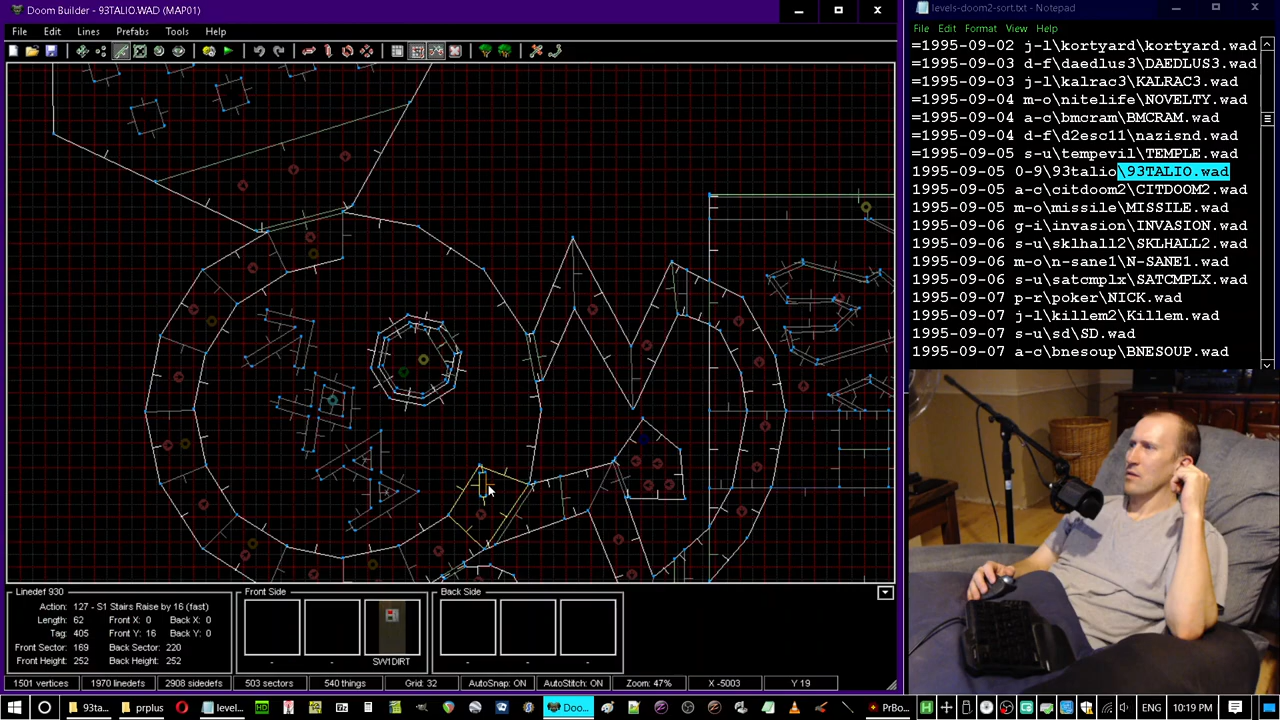 Doom Builder - 93TALIO.WAD (MAP01)
File Edit Lines Prefabs Tools Help
Linedef 930
Action: 127 - S1 Stairs Raise by 16 (fast)
Length: 62
Tag: 405
Front Sector: 169
Front Height: 252
Front X: 0
Front Y: 16
Back Sector: 220
Back Height: 252
Back X: 0
Back Y: 0
Front Side
-
-
SW1DIRT
Back Side
-
-
-
1501 vertices 1970 linedefs 2908 sidedefs 503 sectors 540 things Grid: 32 AutoSnap: ON AutoStitch: ON Zoom: 47% X -5003 Y 19
levels-doom2-sort.txt - Notepad
File Edit Format View Help
=1995-09-02 j-l\kortyard\kortyard.wad
=1995-09-03 d-f\daedlus3\DAEDLUS3.wad
=1995-09-03 j-l\kalrac3\KALRAC3.wad
=1995-09-04 m-o\nitelife\NOVELTY.wad
=1995-09-04 a-c\bmcram\BMCRAM.wad
=1995-09-04 d-f\d2esc11\nazisnd.wad
=1995-09-05 s-u\tempevil\TEMPLE.wad
1995-09-05 0-9\93talio\93TALIO.wad
1995-09-05 a-c\citdoom2\CITDOOM2.wad
1995-09-05 m-o\missile\MISSILE.wad
1995-09-06 g-i\invasion\INVASION.wad
1995-09-06 s-u\sklhall2\SKLHALL2.wad
1995-09-06 m-o\n-sane1\N-SANE1.wad
1995-09-06 s-u\satcmplx\SATCMPLX.wad
1995-09-07 p-r\poker\NICK.wad
1995-09-07 j-l\killem2\Killem.wad
1995-09-07 s-u\sd\SD.wad
1995-09-07 a-c\bnesoup\BNESOUP.wad
93ta... prplus level... Doo... PrBo... ENG 10:19 PM